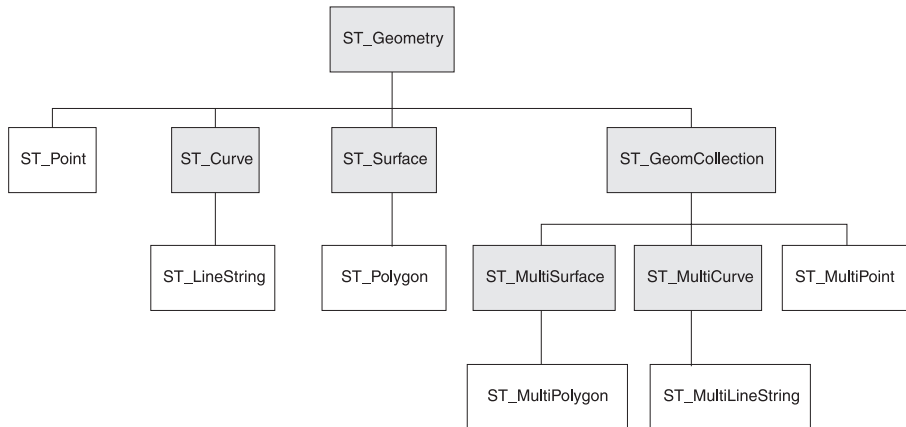 ST_Geometry
ST_Point
ST_Curve
ST_Surface
ST_GeomCollection
ST_LineString
ST_Polygon
ST_MultiSurface
ST_MultiCurve
ST_MultiPoint
ST_MultiPolygon
ST_MultiLineString